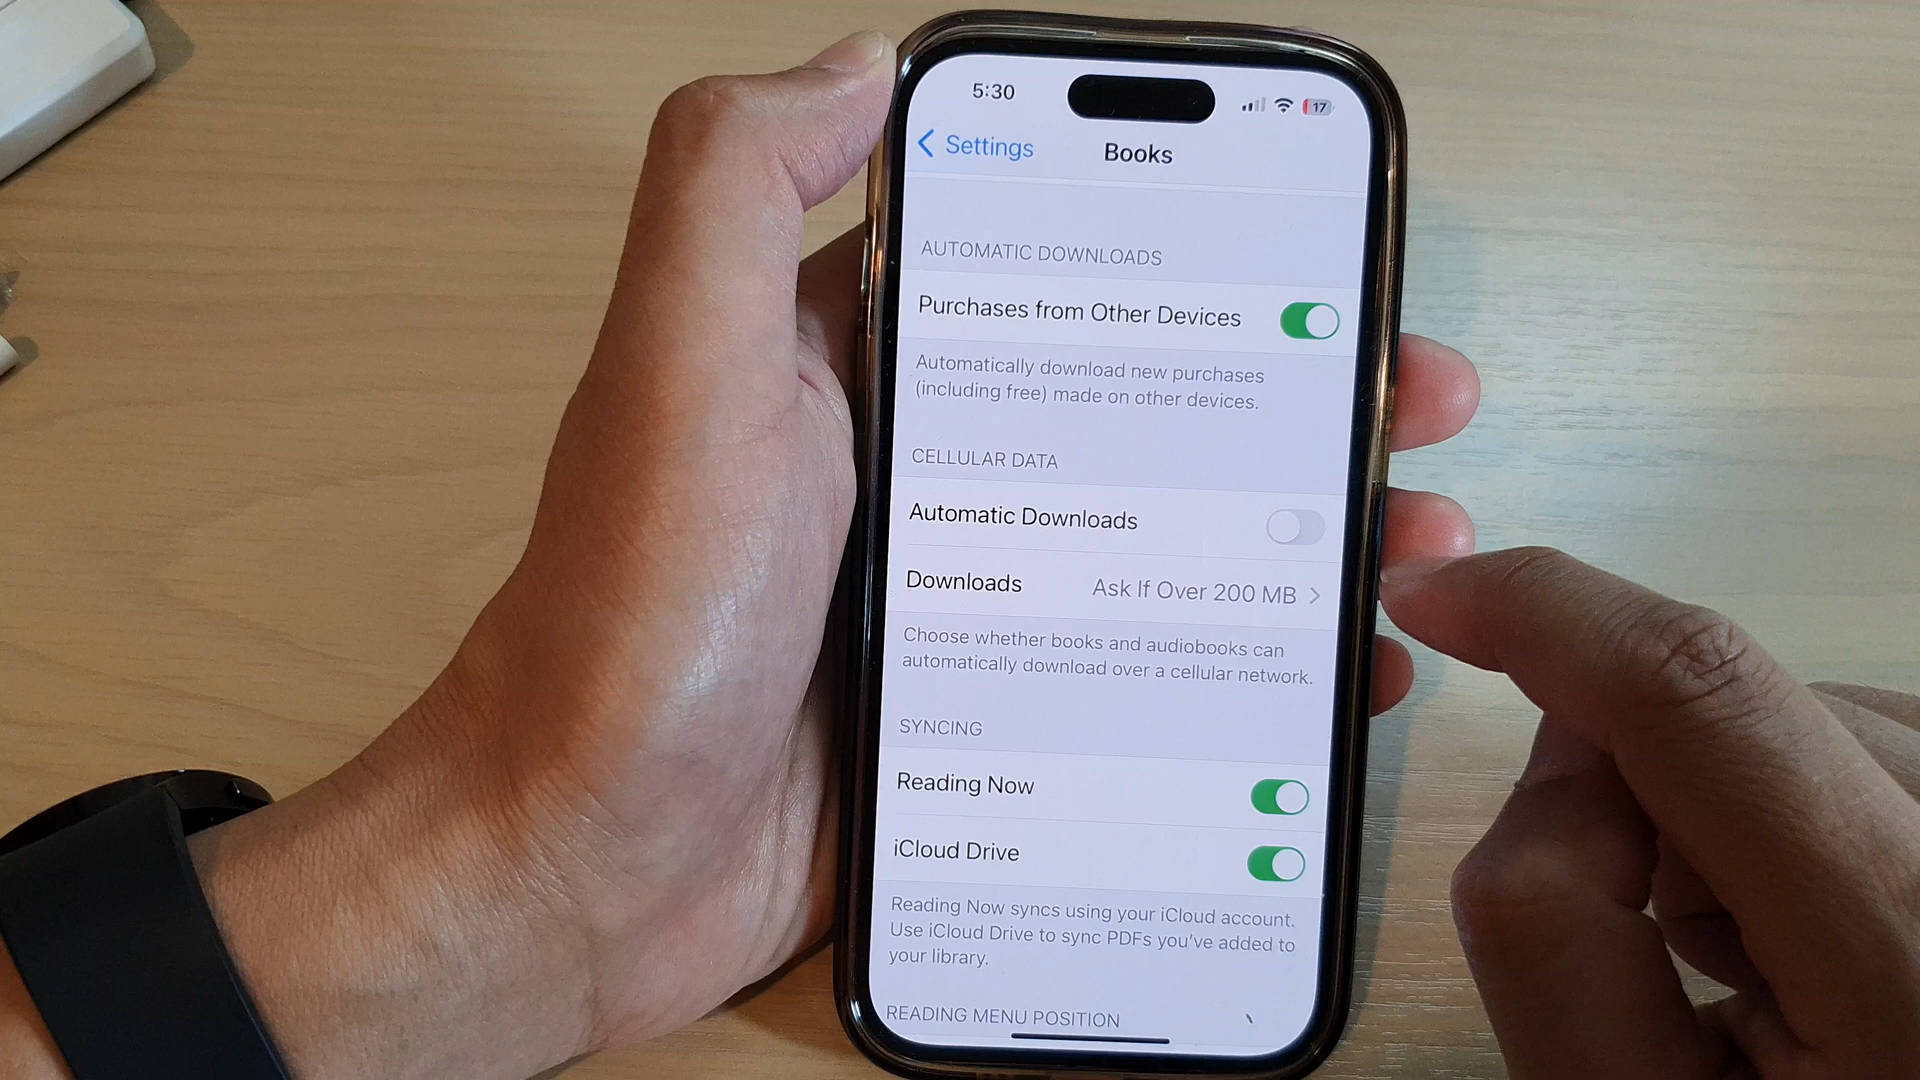 5:30
17
Settings
Books
AUTOMATIC DOWNLOADS
Purchases from Other Devices
Automatically download new purchases
(including free) made on other devices.
CELLULAR DATA
Automatic Downloads
Downloads Ask If Over 200 MB
Choose whether books and audiobooks can
automatically download over a cellular network.
SYNCING
Reading Now
iCloud Drive
Reading Now syncs using your iCloud account.
Use iCloud Drive to sync PDFs you've added to
your library.
READING MENU POSITION